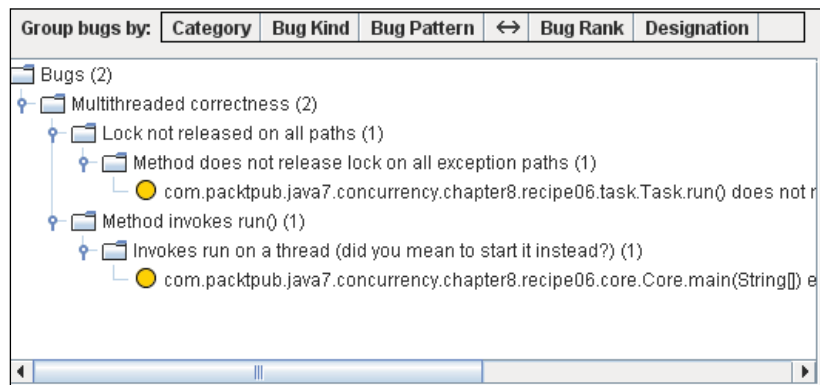 Group bugs by: Category Bug Kind Bug Pattern ↔ Bug Rank Designation
Bugs (2)
Multithreaded correctness (2)
Lock not released on all paths (1)
Method does not release lock on all exception paths (1)
com.packtpub.java7.concurrency.chapter8.recipe06.task.Task.run() does not r
Method invokes run() (1)
Invokes run on a thread (did you mean to start it instead?) (1)
com.packtpub.java7.concurrency.chapter8.recipe06.core.Core.main(String[]) e